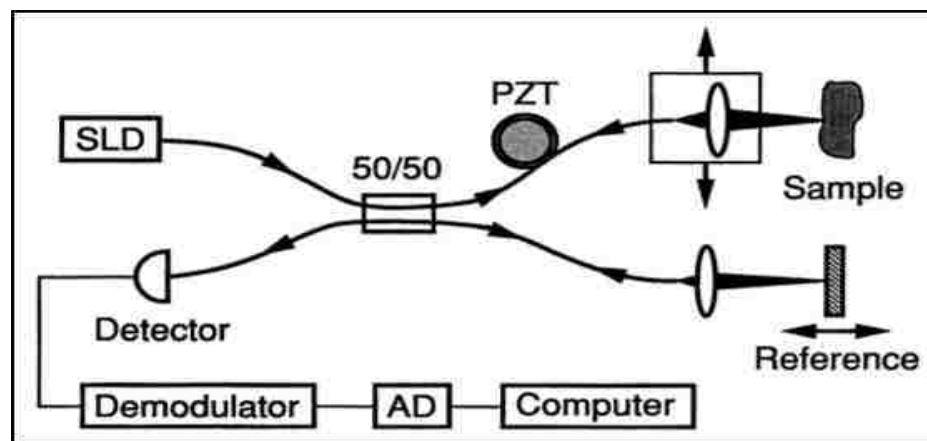 PZT
SLD
50/50
Sample
Detector
Reference
Demodulator
AD
Computer